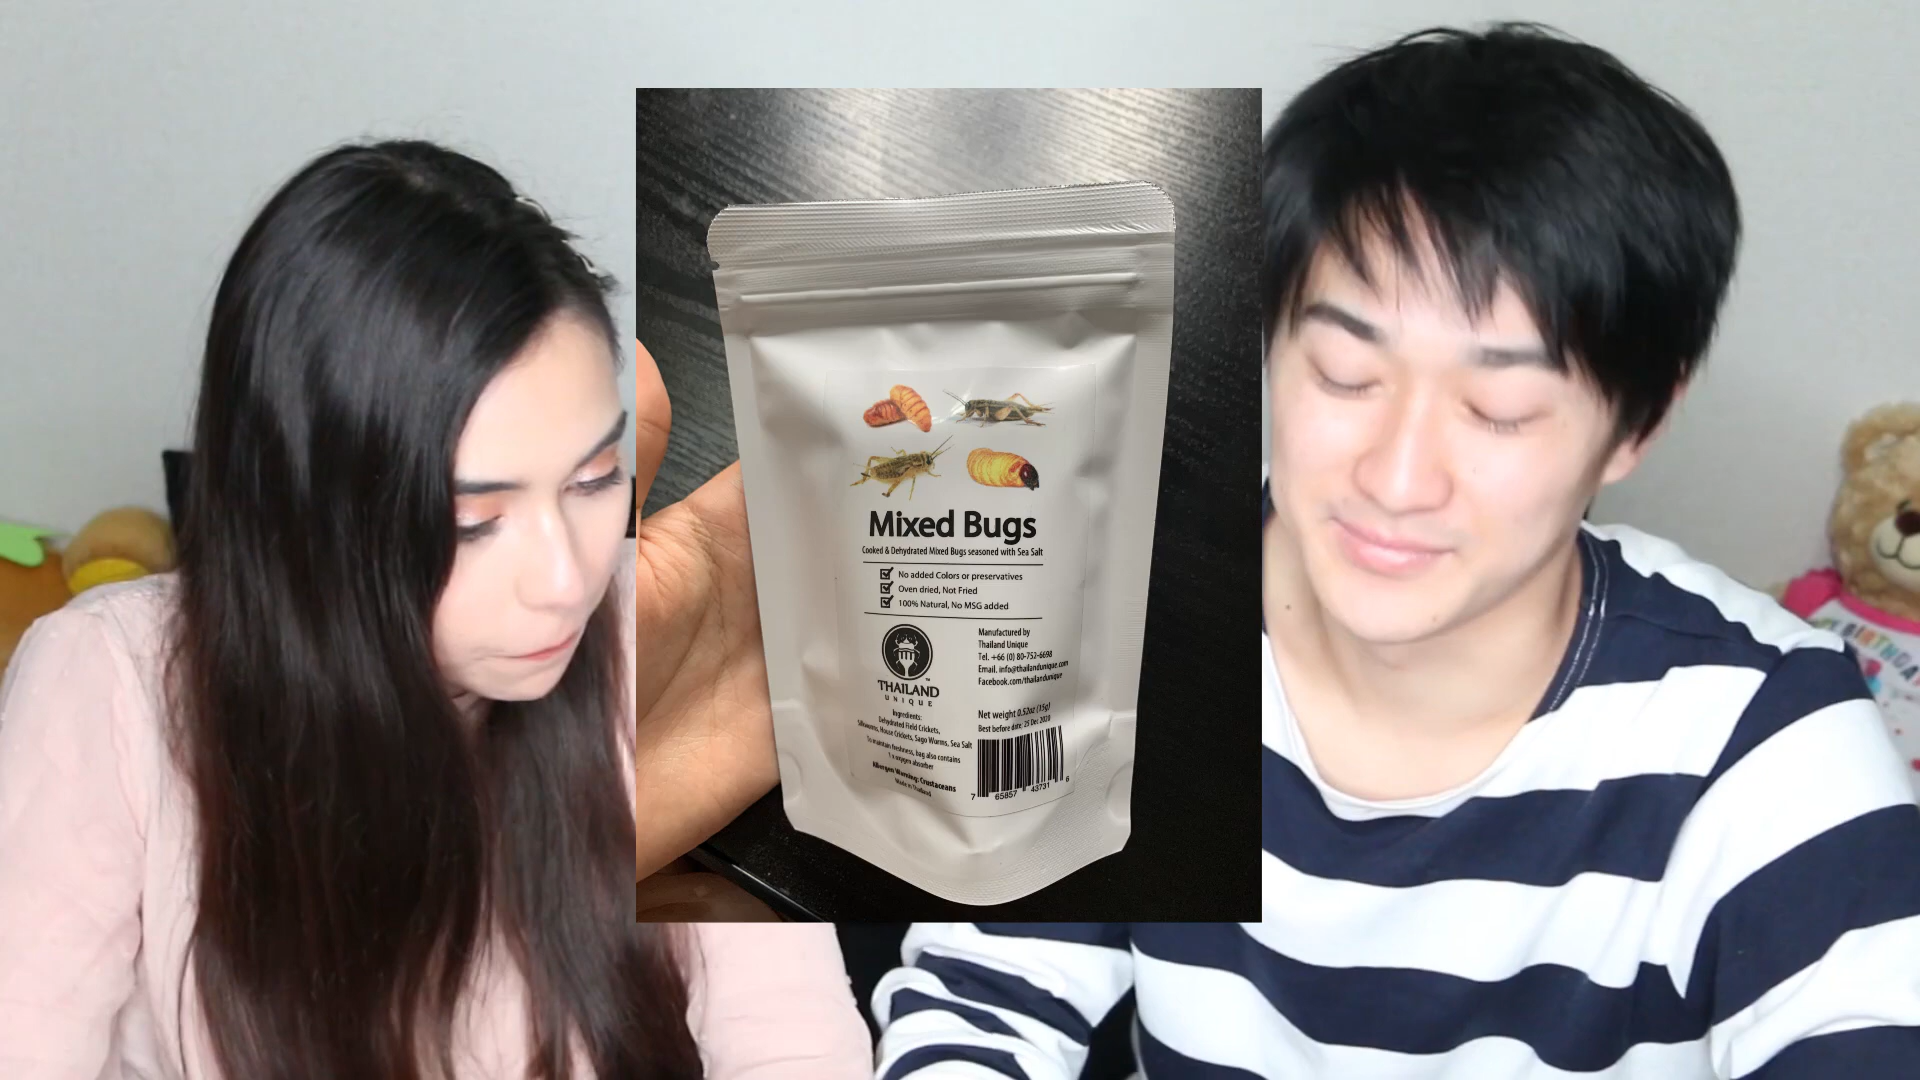 Mixed Bugs
Cooked & Dehydrated Mixed Bugs seasoned with Sea Salt
No added Colors or preservatives
Oven dried, Not Fried
100% Natural, No MSG added
THAILAND
UNIQUE
TM
Manufactured by
Thailand Unique
Tel. +66 (0) 80-752-6698
Email. info@thailandunique.com
Facebook.com/thailandunique
Ingredients:
Dehydrated Field Crickets,
Silkworms, House Crickets, Sago Worms, Sea Salt
To maintain freshness, bag also contains
1 x oxygen absorber
Allergen Warning: Crustaceans
Made in Thailand
Net weight 0.52oz (15g)
Best before date: 25 Dec 2020
7 65857 43731 6
BIRTHDAY